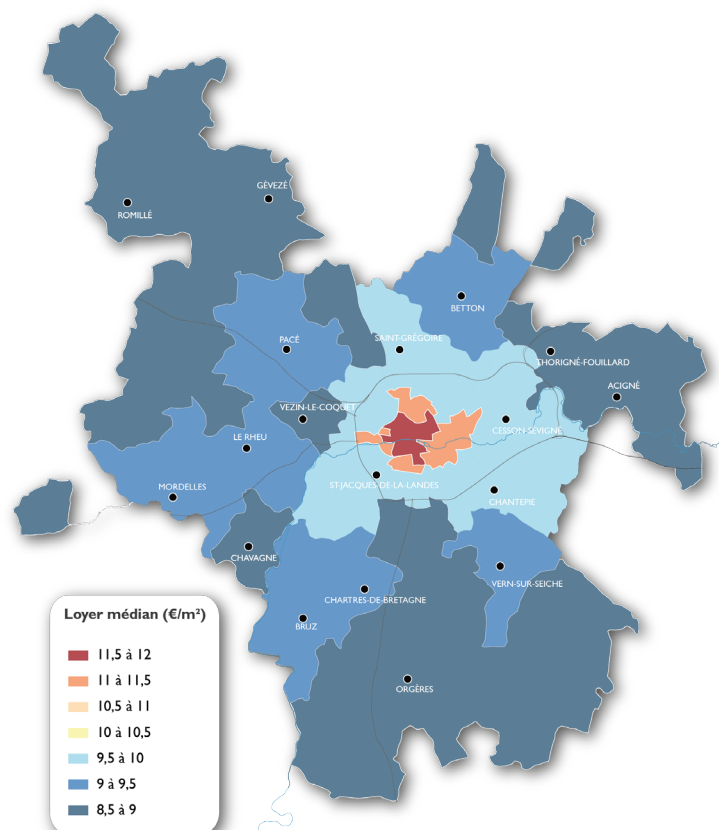 GÉVEZÉ
ROMILLÉ
BETTON
PACÉ
SAINT-GRÉGOIRE
THORIGNÉ-FOUILLARD
ACIGNÉ
VEZIN-LE-COQUET
CESSON-SÉVIGNÉ
LE RHEU
ST-JACQUES-DE-LA-LANDES
MORDELLES
CHANTEPIE
CHAVAGNE
VERN-SUR-SEICHE
CHARTRES-DE-BRETAGNE
BRUZ
ORGÈRES
Loyer médian (€/m²)
11,5 à 12
11 à 11,5
10,5 à 11
10 à 10,5
9,5 à 10
9 à 9,5
8,5 à 9